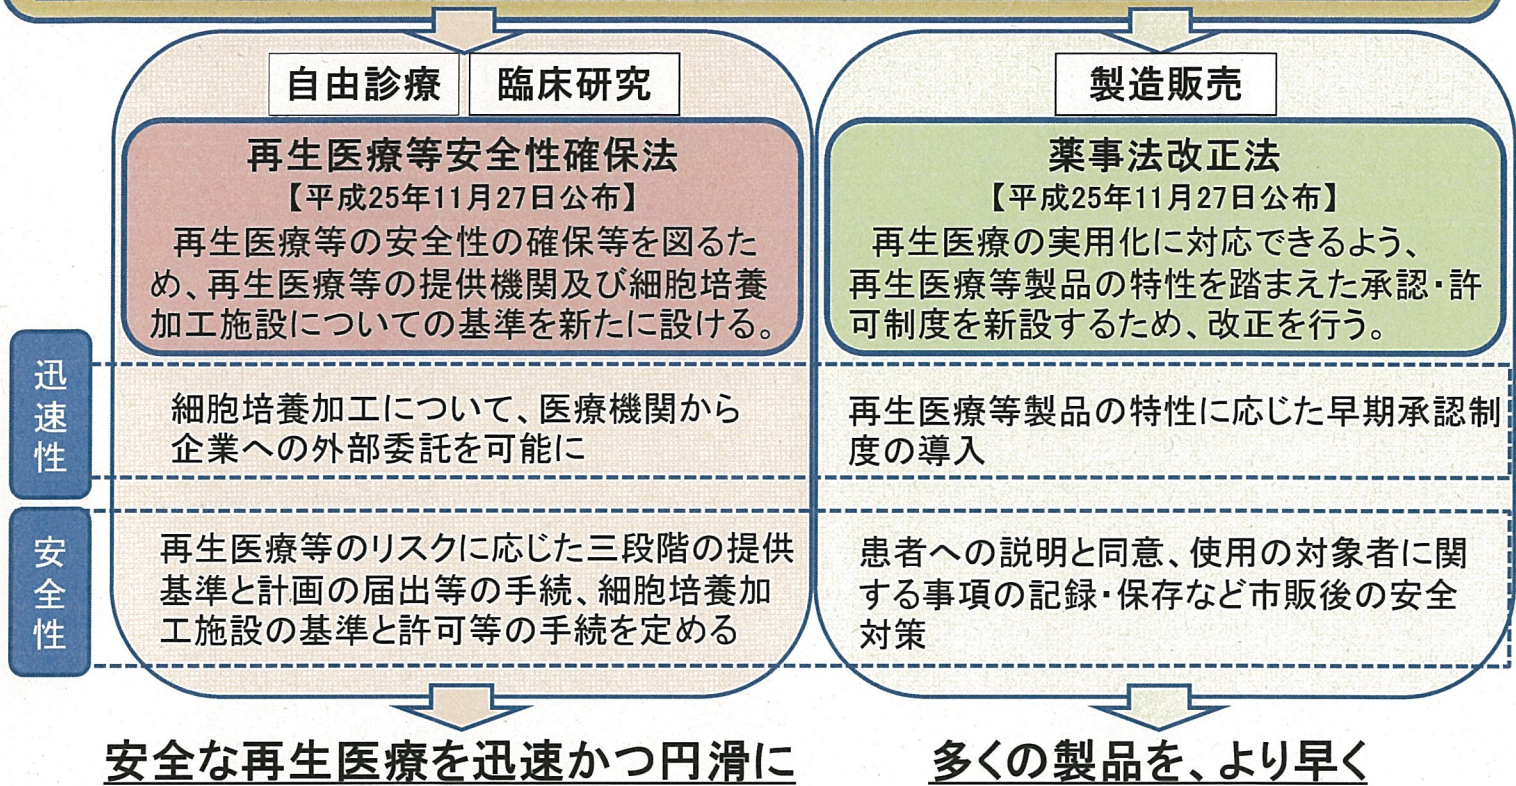 自由診療
臨床研究
再生医療等安全性確保法
【平成25年11月27日公布】
再生医療等の安全性の確保等を図るた
め、再生医療等の提供機関及び細胞培養
加工施設についての基準を新たに設ける。
製造販売
薬事法改正法
【平成25年11月27日公布】
再生医療の実用化に対応できるよう、
再生医療等製品の特性を踏まえた承認・許
可制度を新設するため、改正を行う。
迅速性
細胞培養加工について、医療機関から
企業への外部委託を可能に
再生医療等製品の特性に応じた早期承認制
度の導入
安全性
再生医療等のリスクに応じた三段階の提供
基準と計画の届出等の手続、細胞培養加
工施設の基準と許可等の手続を定める
患者への説明と同意、使用の対象者に関
する事項の記録・保存など市販後の安全
対策
安全な再生医療を迅速かつ円滑に
多くの製品を、より早く